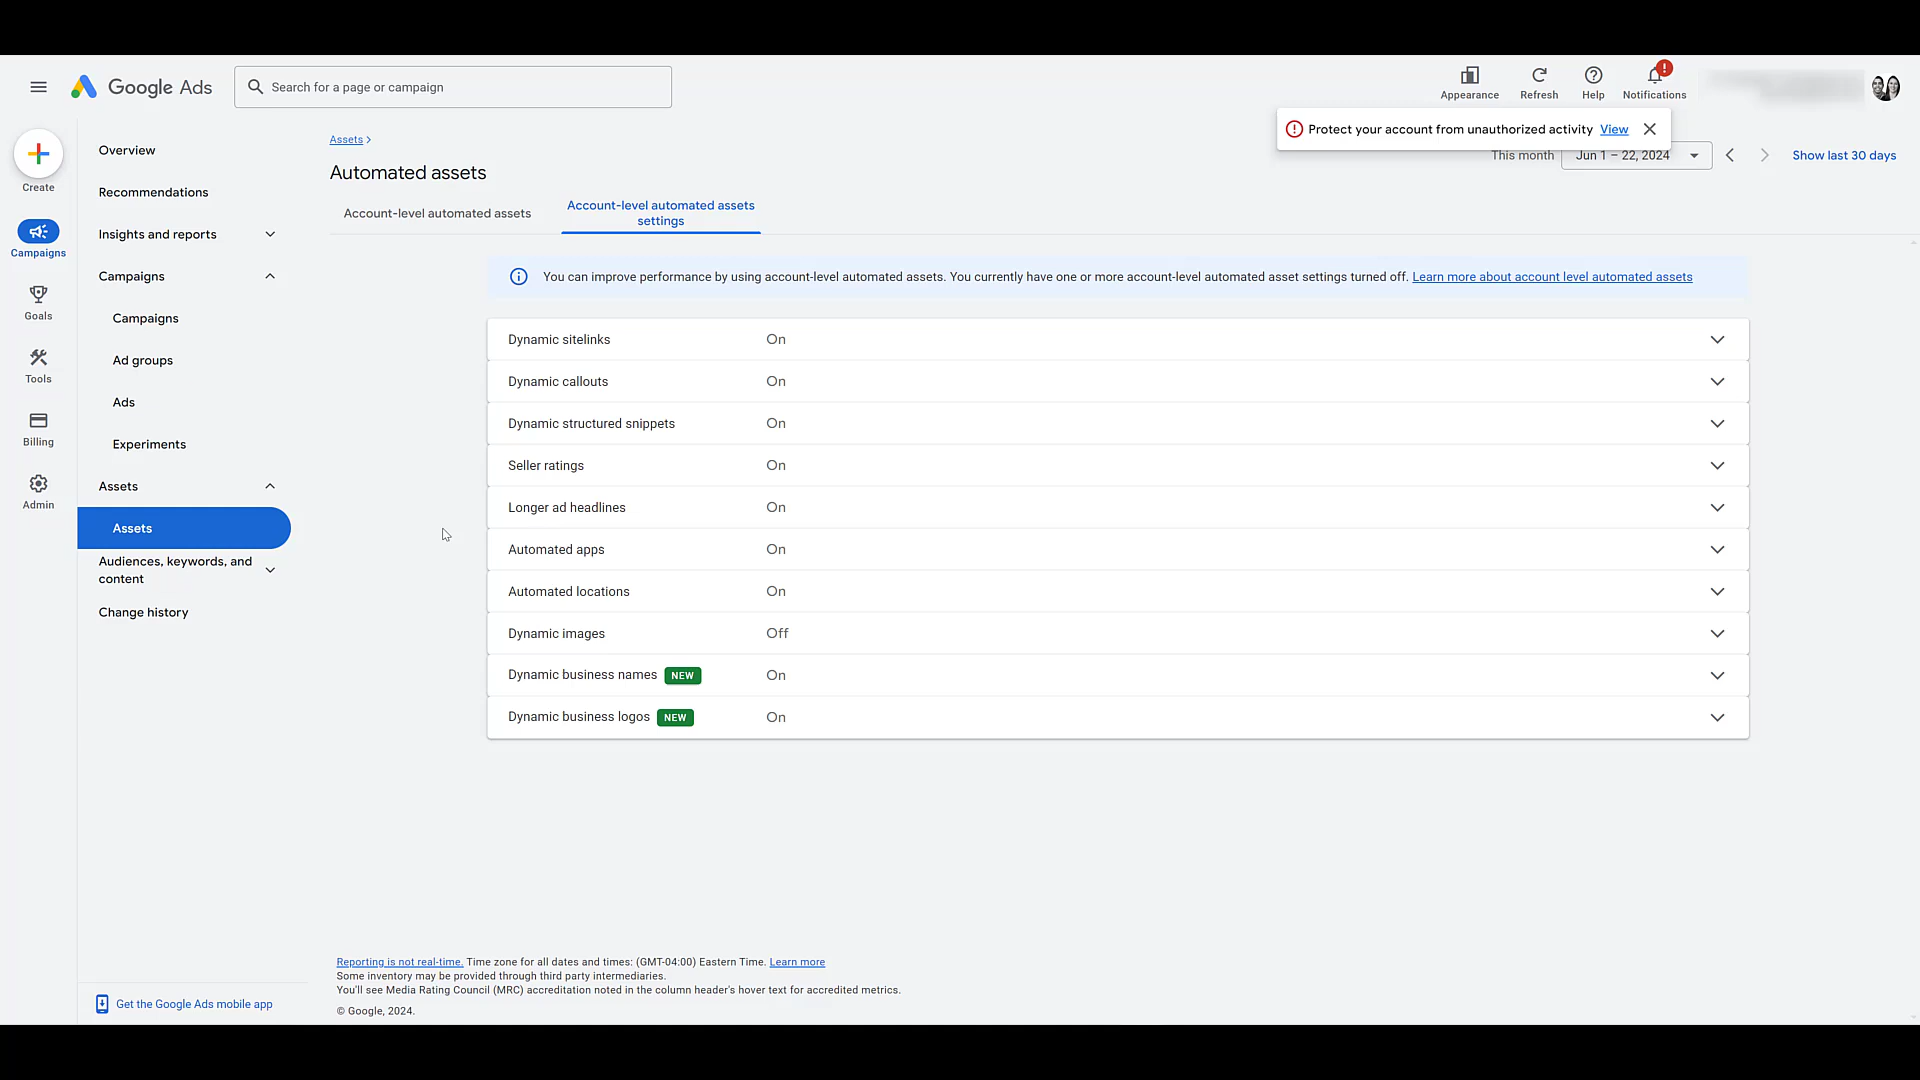 Google Ads
Search for a page or campaign
Appearance
Refresh
Help
Notifications
Protect your account from unauthorized activity View
This month
Jun 1 – 22, 2024
Show last 30 days
Create
Campaigns
Goals
Tools
Billing
Admin
Overview
Recommendations
Insights and reports
Campaigns
Campaigns
Ad groups
Ads
Experiments
Assets
Assets
Audiences, keywords, and
content
Change history
Get the Google Ads mobile app
Assets
Automated assets
Account-level automated assets
Account-level automated assets
settings
You can improve performance by using account-level automated assets. You currently have one or more account-level automated asset settings turned off. Learn more about account level automated assets
Dynamic sitelinks On
Dynamic callouts On
Dynamic structured snippets On
Seller ratings On
Longer ad headlines On
Automated apps On
Automated locations On
Dynamic images Off
Dynamic business names NEW On
Dynamic business logos NEW On
Reporting is not real-time. Time zone for all dates and times: (GMT-04:00) Eastern Time. Learn more
Some inventory may be provided through third party intermediaries.
You'll see Media Rating Council (MRC) accreditation noted in the column header's hover text for accredited metrics.
© Google, 2024.